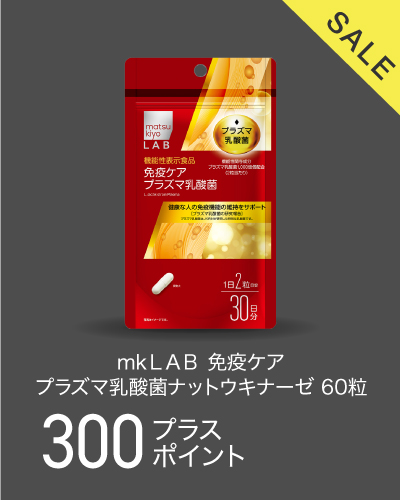 SALE
matsu
kiyo
LAB
プラズマ
乳酸菌
機能性表示食品
免疫ケア
プラズマ乳酸菌
健康な人の免疫機能の維持をサポート
1日2粒目安
30日分
mkLAB 免疫ケア
プラズマ乳酸菌ナットウキナーゼ 60粒
300 プラス
ポイント